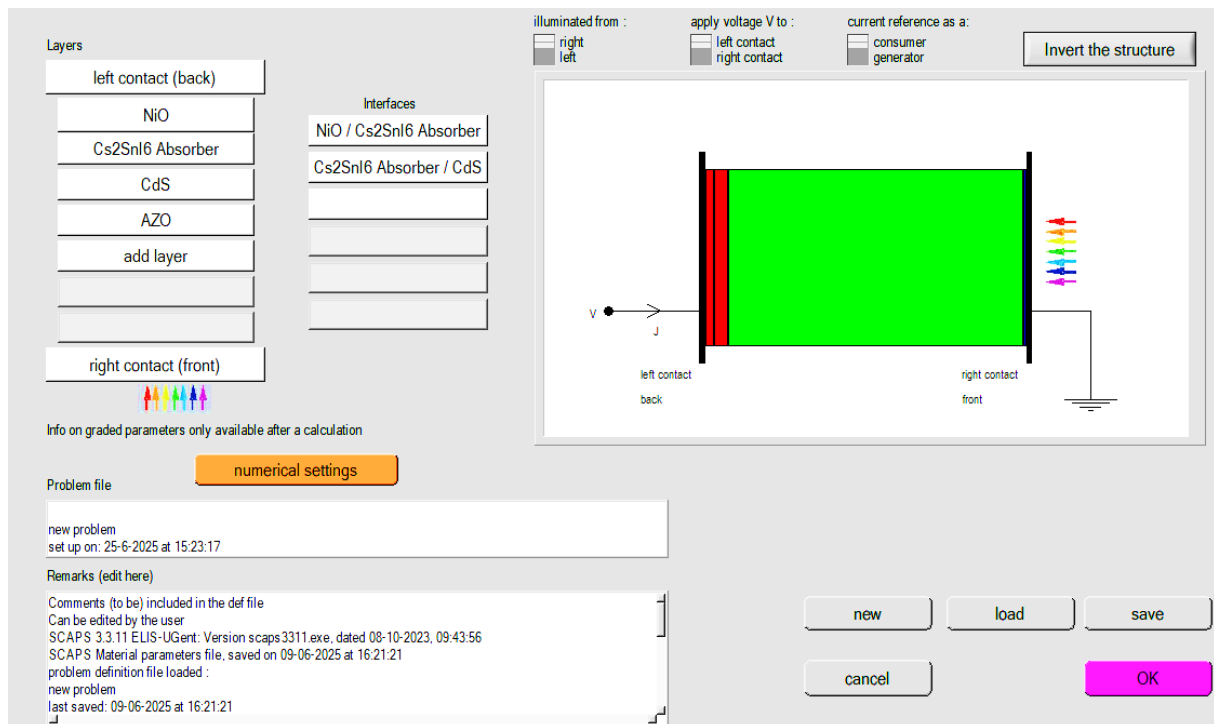 illuminated from :
right
left
apply voltage V to :
left contact
right contact
current reference as a:
consumer
generator
Invert the structure
Layers
left contact (back)
NiO
Cs2SnI6 Absorber
CdS
AZO
add layer
right contact (front)
Interfaces
NiO / Cs2SnI6 Absorber
Cs2SnI6 Absorber / CdS
V
J
left contact
back
right contact
front
Info on graded parameters only available after a calculation
numerical settings
Problem file
new problem
set up on: 25-6-2025 at 15:23:17
Remarks (edit here)
Comments (to be) included in the def file
Can be edited by the user
SCAPS 3.3.11 ELIS-UGent: Version scaps3311.exe, dated 08-10-2023, 09:43:56
SCAPS Material parameters file, saved on 09-06-2025 at 16:21:21
problem definition file loaded :
new problem
last saved: 09-06-2025 at 16:21:21
new
load
save
cancel
OK